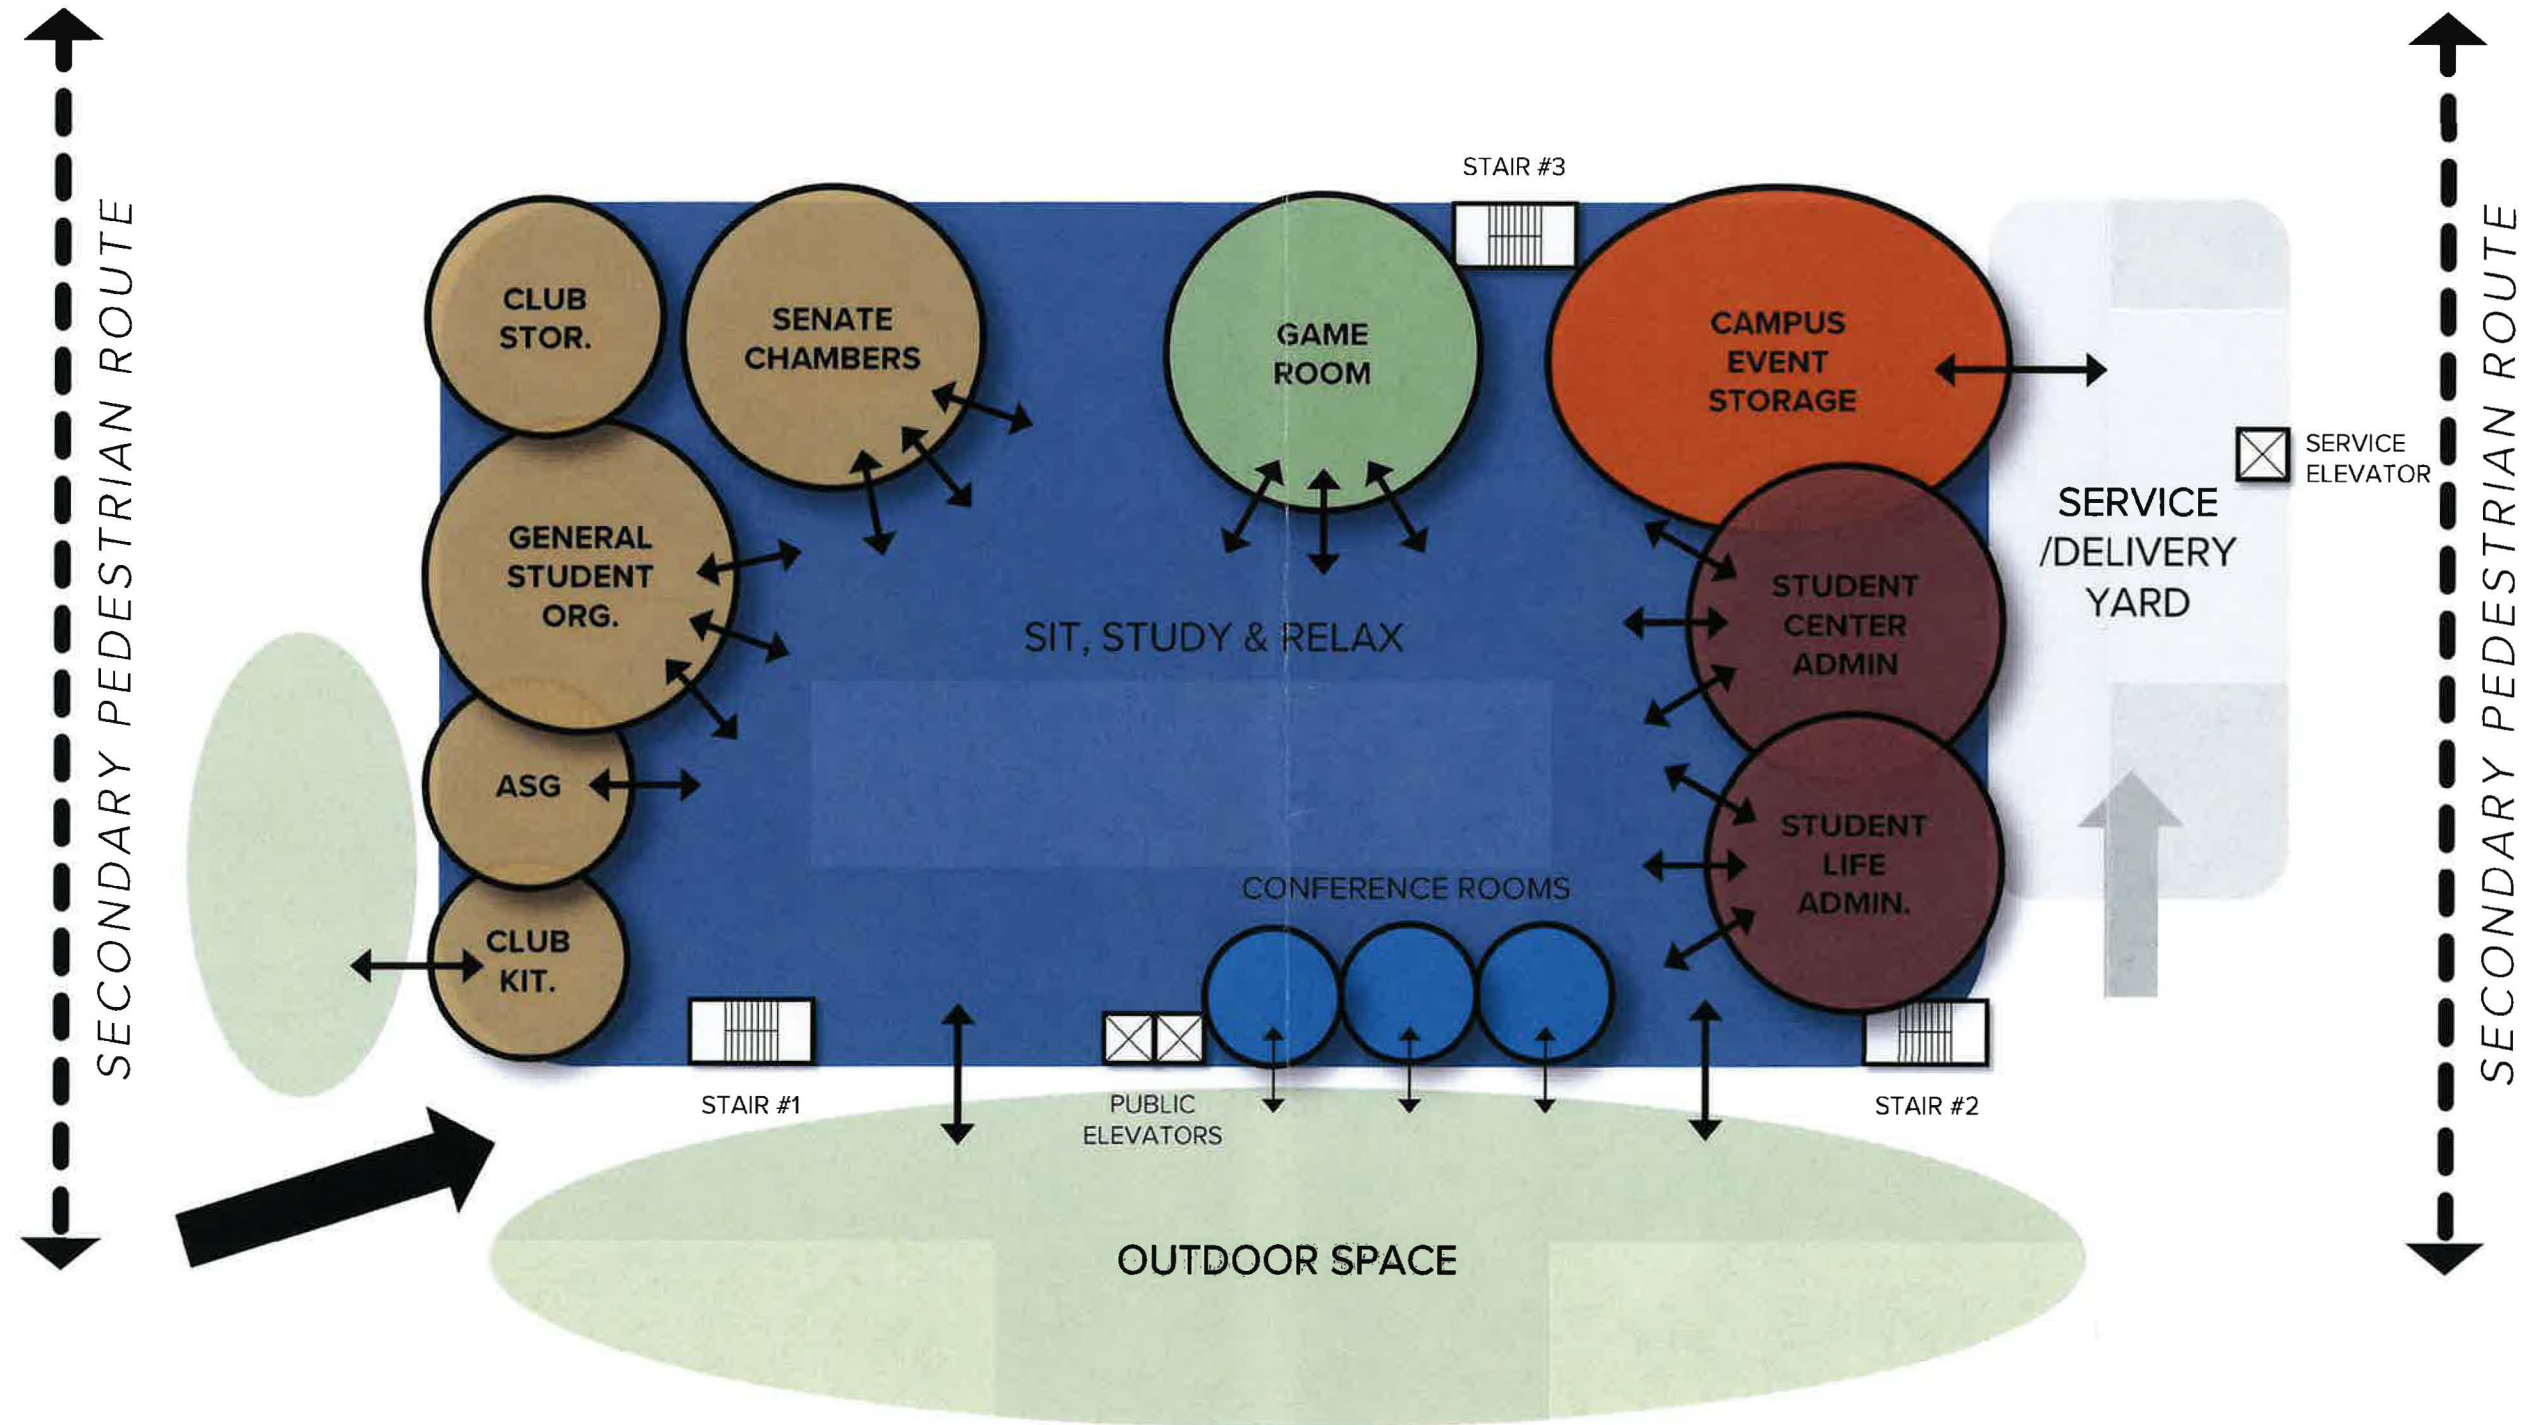 STAIR #3
SECONDARY PEDESTRIAN ROUTE
CLUB
STOR.
SENATE
CHAMBERS
GAME
ROOM
CAMPUS
EVENT
STORAGE
SERVICE
ELEVATOR
SERVICE
/DELIVERY
YARD
SECONDARY PEDESTRIAN ROUTE
GENERAL
STUDENT
ORG.
SIT, STUDY & RELAX
STUDENT
CENTER
ADMIN
ASG
STUDENT
LIFE
ADMIN.
CONFERENCE ROOMS
CLUB
KIT.
STAIR #1
PUBLIC
ELEVATORS
STAIR #2
OUTDOOR SPACE